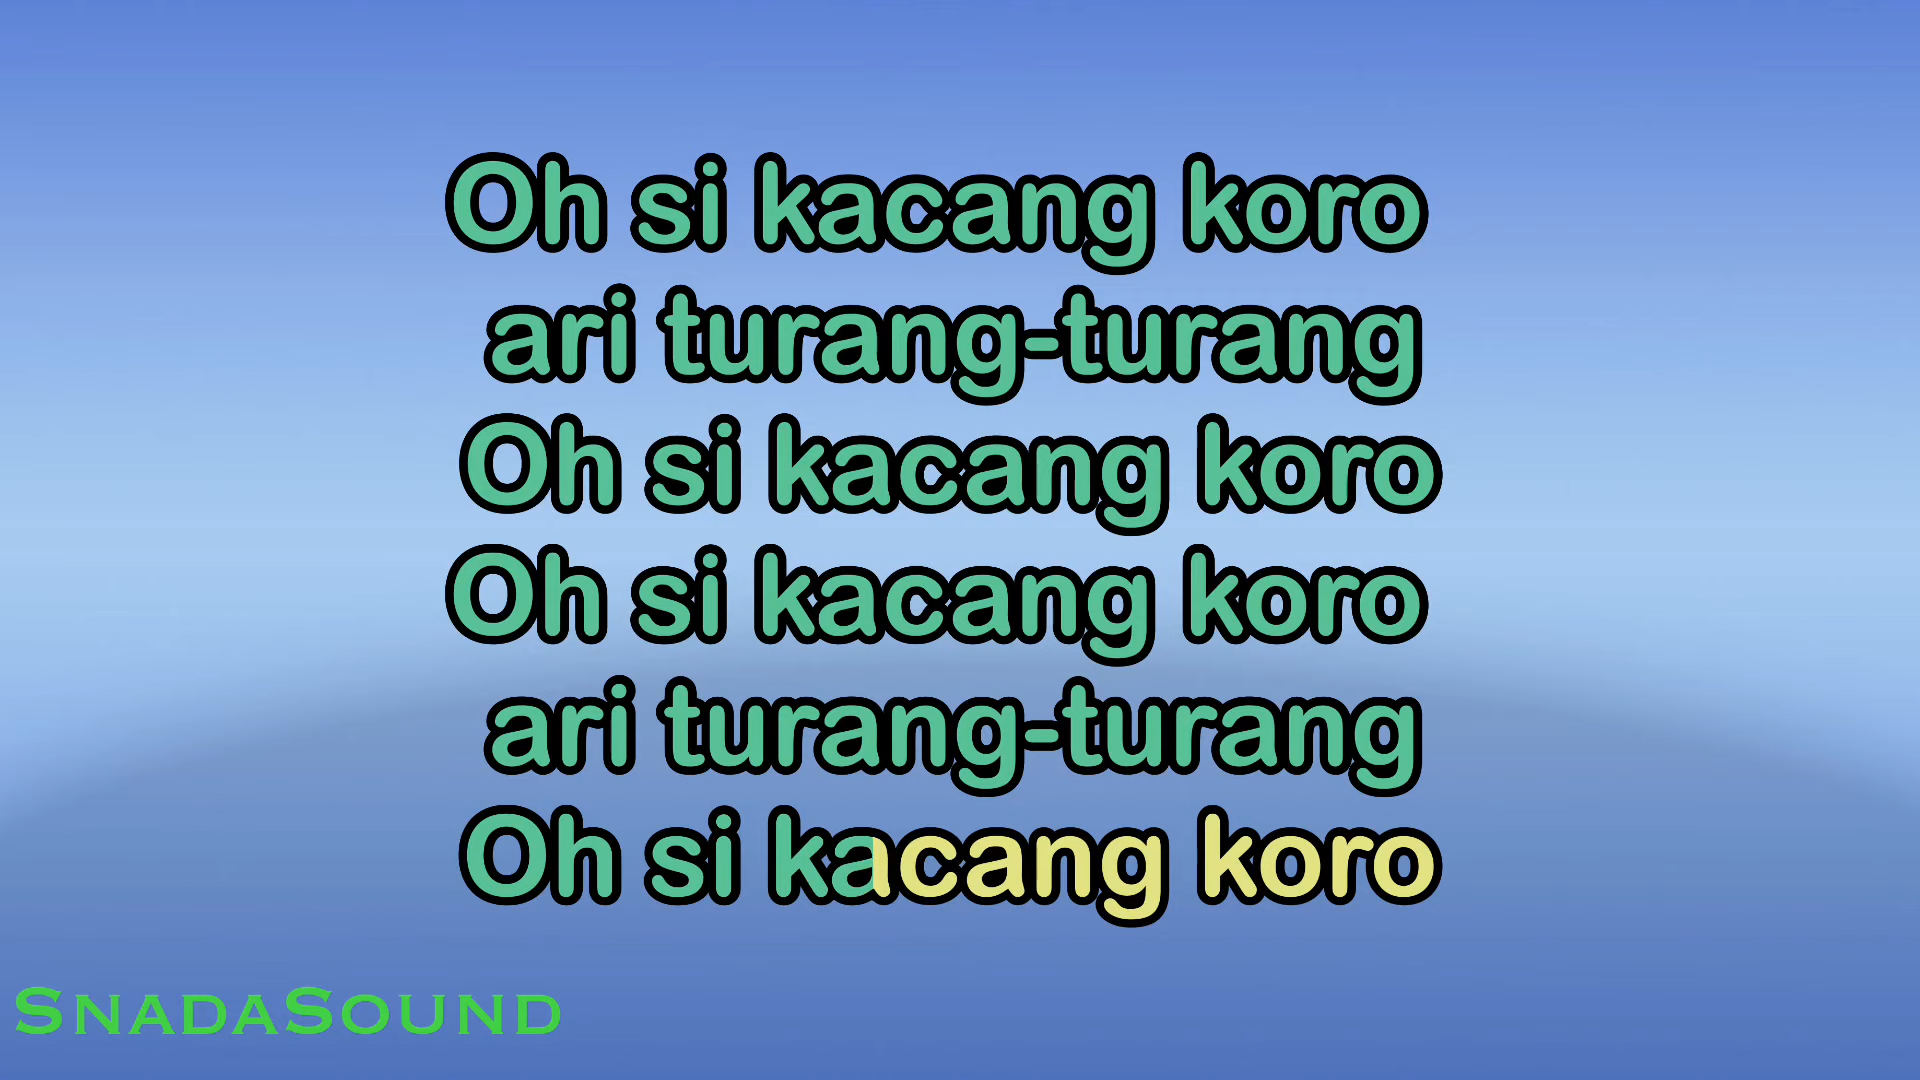 Oh si kacang koro
ari turang-turang
Oh si kacang koro
Oh si kacang koro
ari turang-turang
Oh si kacang koro
SnadaSound